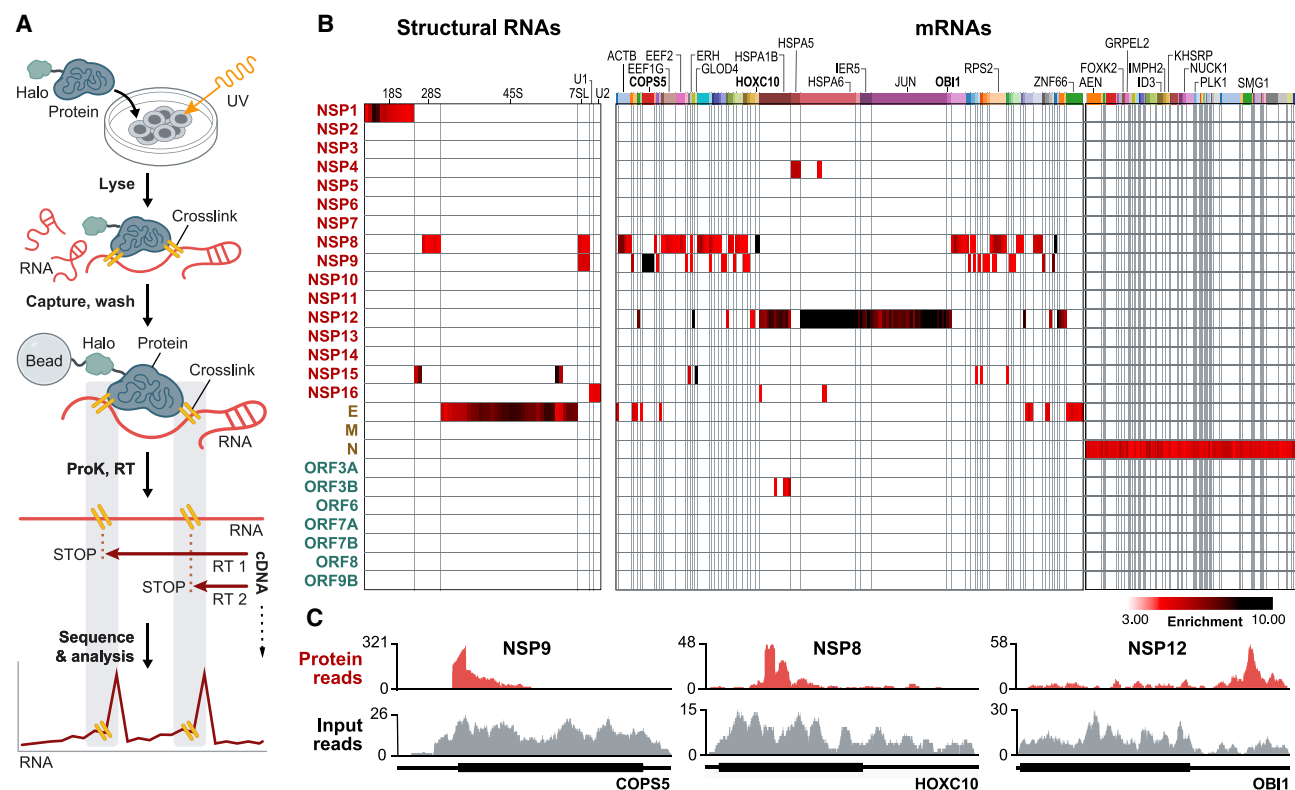 A
Halo
Protein
UV
Lyse
Crosslink
RNA
Capture, wash
Halo
Protein
Bead
Crosslink
RNA
ProK, RT
RNA
STOP
RT 1
STOP
RT 2
cDNA
Sequence
& analysis
RNA
B
Structural RNAs
mRNAs
18S 28S 45S 7SL U1 U2
ACTB EEF2 ERH HSPA1B HSPA5 IER5 RPS2 GRPEL2 FOXK2 IMPH2 KHSRP
EEF1G GLOD4 NUCK1
COPS5 HOXC10 HSPA6 JUN OBI1 ZNF66 AEN ID3 PLK1 SMG1
NSP1
NSP2
NSP3
NSP4
NSP5
NSP6
NSP7
NSP8
NSP9
NSP10
NSP11
NSP12
NSP13
NSP14
NSP15
NSP16
E
M
N
ORF3A
ORF3B
ORF6
ORF7A
ORF7B
ORF8
ORF9B
3.00 Enrichment 10.00
C
Protein
reads
321
0
NSP9
48
0
NSP8
58
0
NSP12
Input
reads
26
0
15
0
30
0
COPS5
HOXC10
OBI1